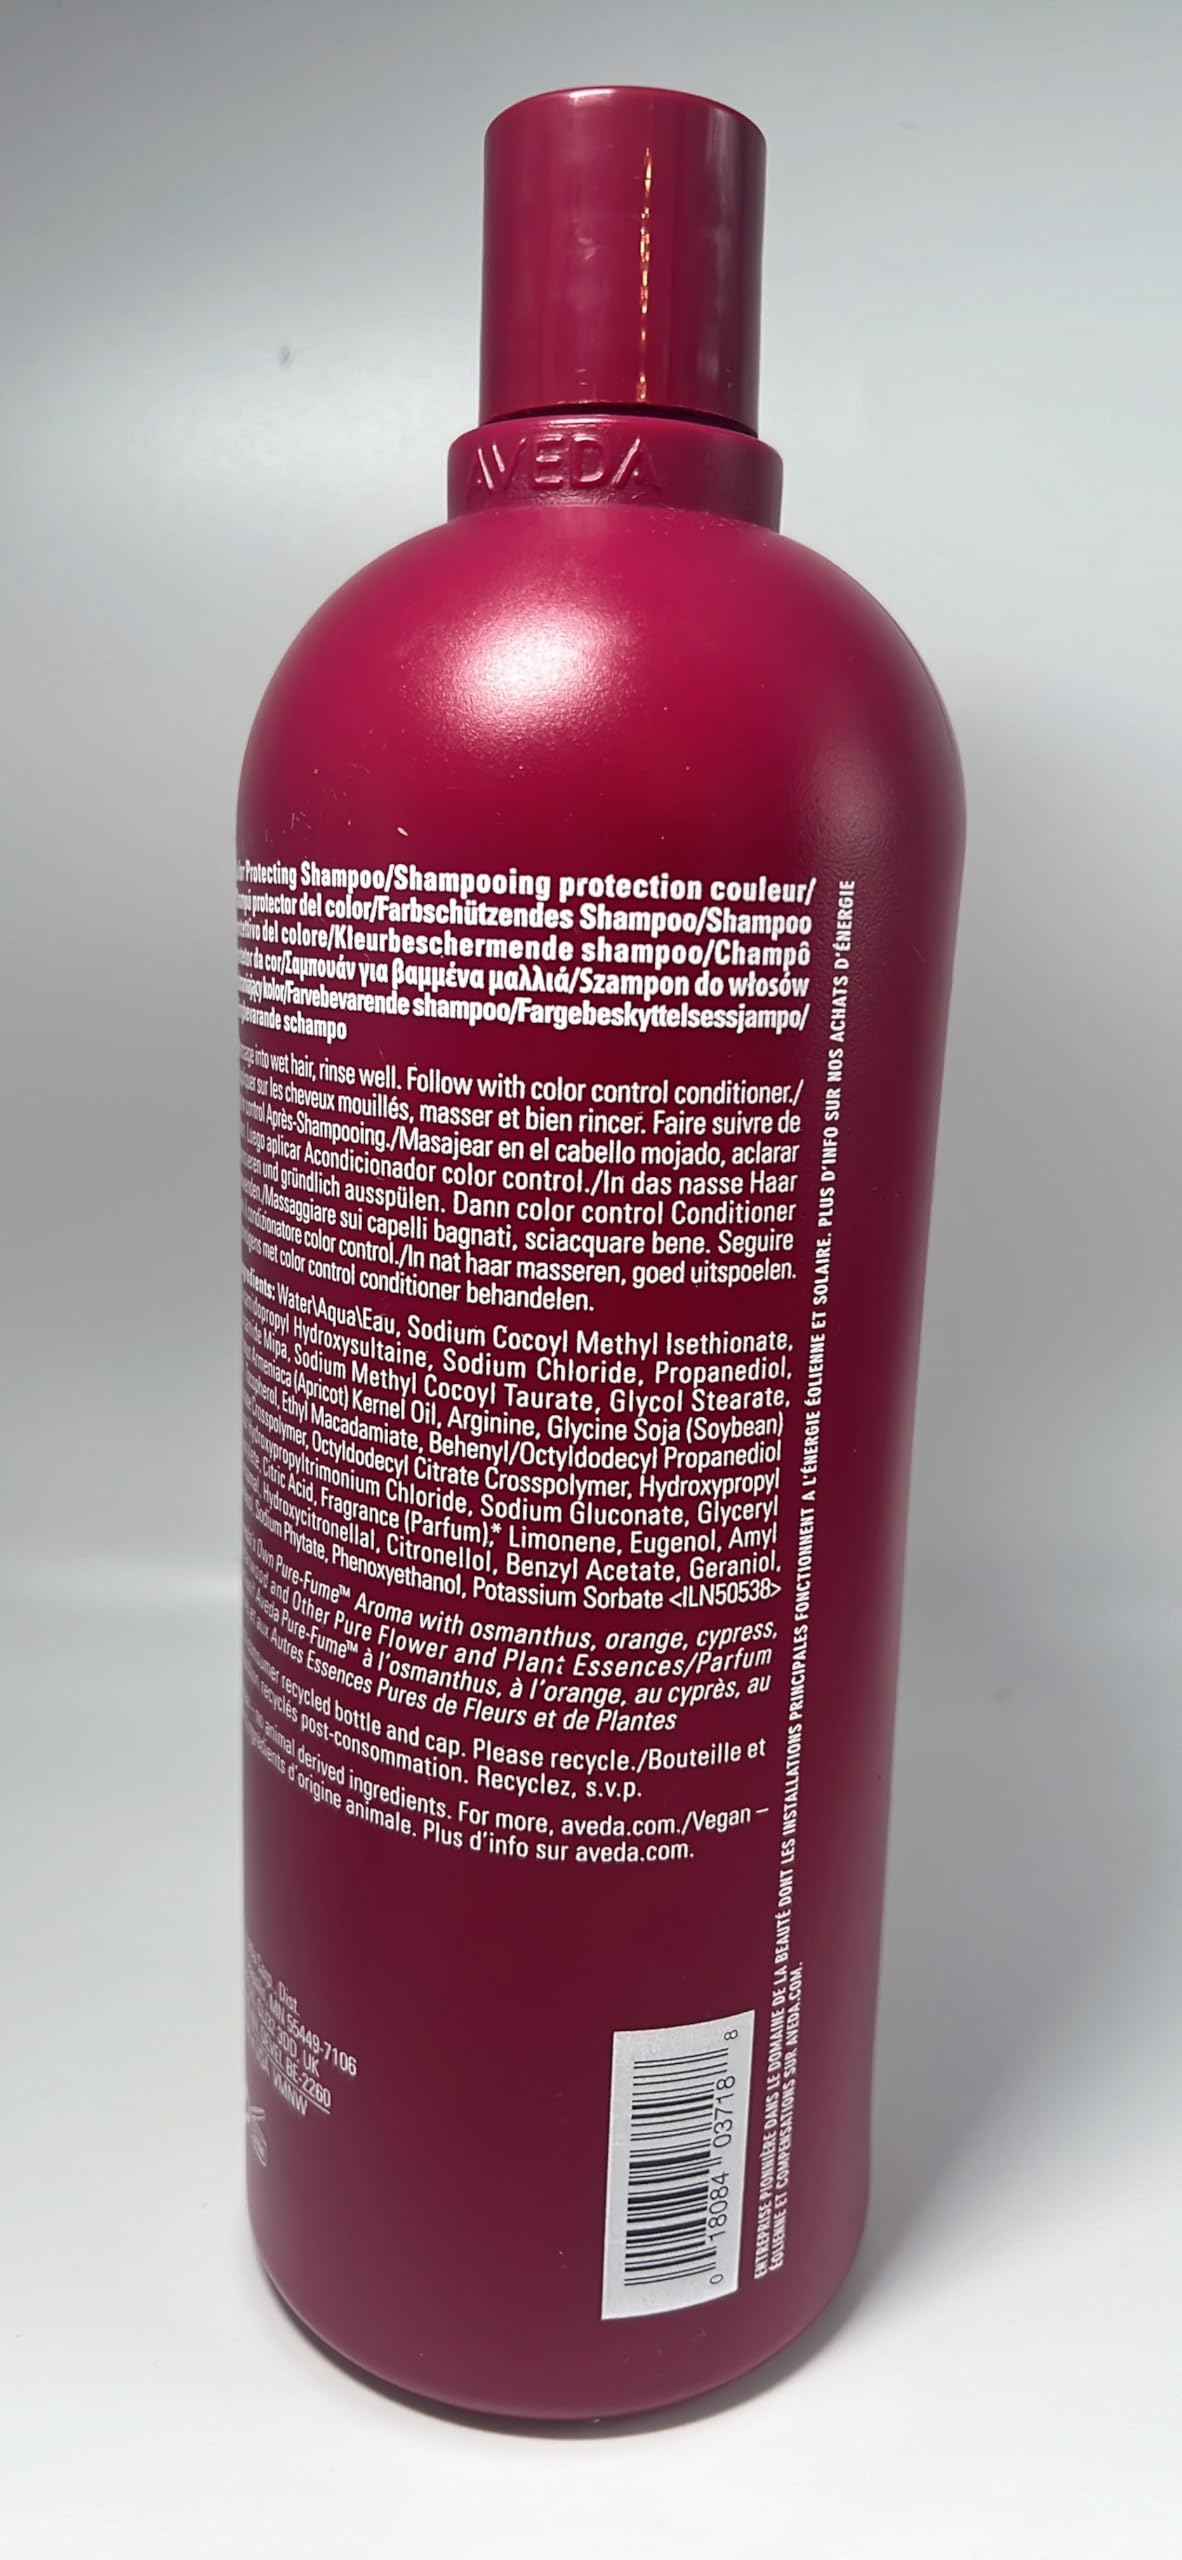 AVEDA
Protecting Shampoo/Shampooing protection couleur/
protector del color/Farbschützendes Shampoo/Shampoo
del colore/Kleurbeschermende shampoo/Champô
da cor/Σαμπουάν για βαμμένα μαλλιά/Szampon do włosów
kolor/Farvebevarende shampoo/Fargebeskyttelsessjampo/
schampo
into wet hair, rinse well. Follow with color control conditioner./
sur les cheveux mouillés, masser et bien rincer. Faire suivre de
control Après-Shampooing./Masajear en el cabello mojado, aclarar
Luego aplicar Acondicionador color control./In das nasse Haar
und gründlich ausspülen. Dann color control Conditioner
/Massaggiare sui capelli bagnati, sciacquare bene. Seguire
color control./In nat haar masseren, goed uitspoelen.
met color control conditioner behandelen.
Water\Aqua\Eau, Sodium Cocoyl Methyl Isethionate,
Hydroxysultaine, Sodium Chloride, Propanediol,
Mipa, Sodium Methyl Cocoyl Taurate, Glycol Stearate,
Armeniaca (Apricot) Kernel Oil, Arginine, Glycine Soja (Soybean)
Ethyl Macadamiate, Behenyl/Octyldodecyl Propanediol
Crosspolymer, Octyldodecyl Citrate Crosspolymer, Hydroxypropyl
Hydroxypropyltrimonium Chloride, Sodium Gluconate, Glyceryl
Citric Acid, Fragrance (Parfum),* Limonene, Eugenol, Amyl
Hydroxycitronellal, Citronellol, Benzyl Acetate, Geraniol,
Sodium Phytate, Phenoxyethanol, Potassium Sorbate <ILN50538>
Own Pure-Fume™ Aroma with osmanthus, orange, cypress,
and Other Pure Flower and Plant Essences/Parfum
Aveda Pure-Fume™ à l'osmanthus, à l'orange, au cyprès, au
et aux Autres Essences Pures de Fleurs et de Plantes
recycled bottle and cap. Please recycle./Bouteille et
recyclés post-consommation. Recyclez, s.v.p.
animal derived ingredients. For more, aveda.com./Vegan –
d'origine animale. Plus d'info sur aveda.com.
Dist.
MN 55449-7106
3DD, UK
OEVEL BE-2260
VMNW
0 18084 03718 8
ENTREPRISE PIONNIÈRE DANS LE DOMAINE DE LA BEAUTÉ DONT LES INSTALLATIONS PRINCIPALES FONCTIONNENT A L'ÉNERGIE ÉOLIENNE ET SOLAIRE. PLUS D'INFO SUR NOS ACHATS D'ÉNERGIE
ÉOLIENNE ET COMPENSATIONS SUR AVEDA.COM.